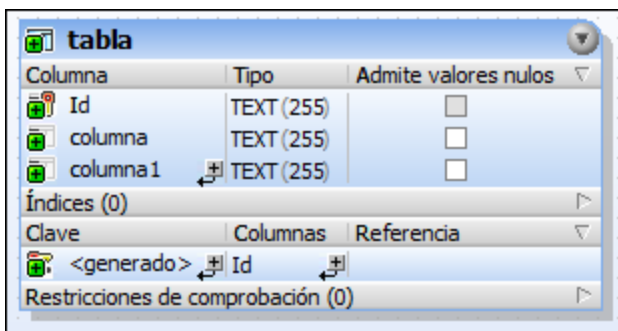 tabla
Columna Tipo Admite valores nulos
Id TEXT (255)
columna TEXT (255)
columna1 TEXT (255)
Índices (0)
Clave Columnas Referencia
<generado> Id
Restricciones de comprobación (0)